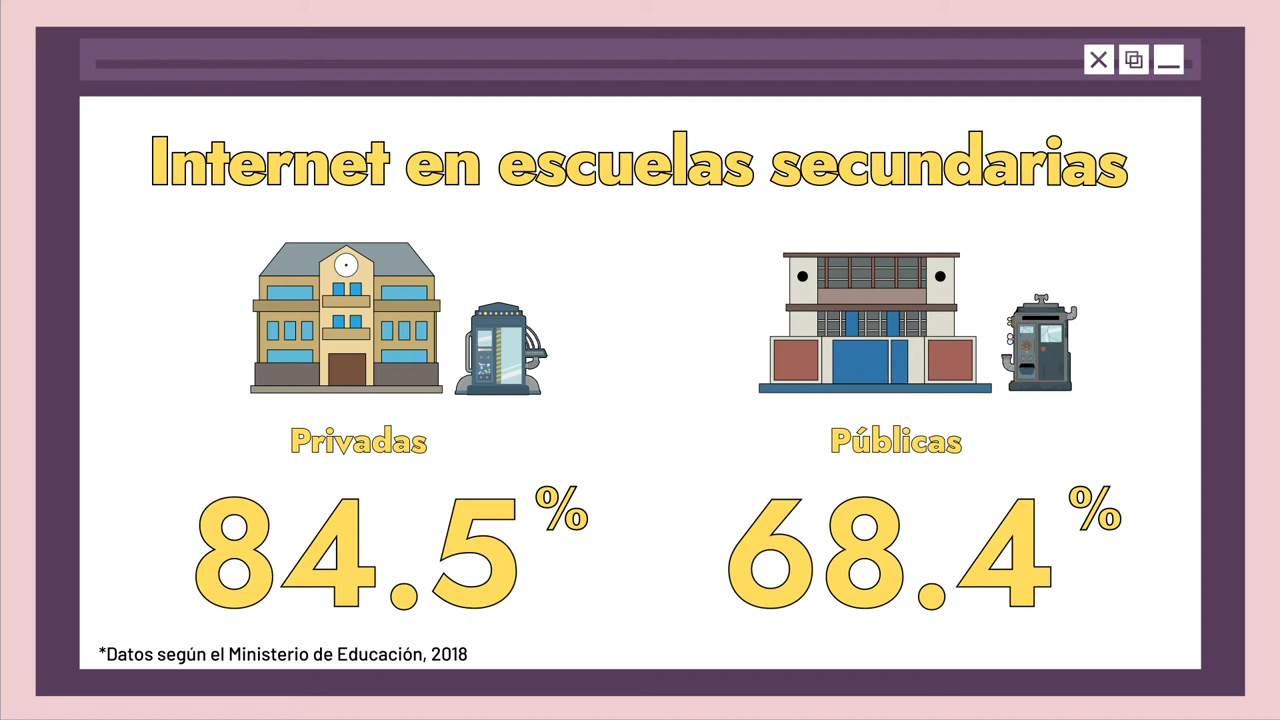 Internet en escuelas secundarias
Privadas
Públicas
84.5%
68.4%
*Datos según el Ministerio de Educación, 2018